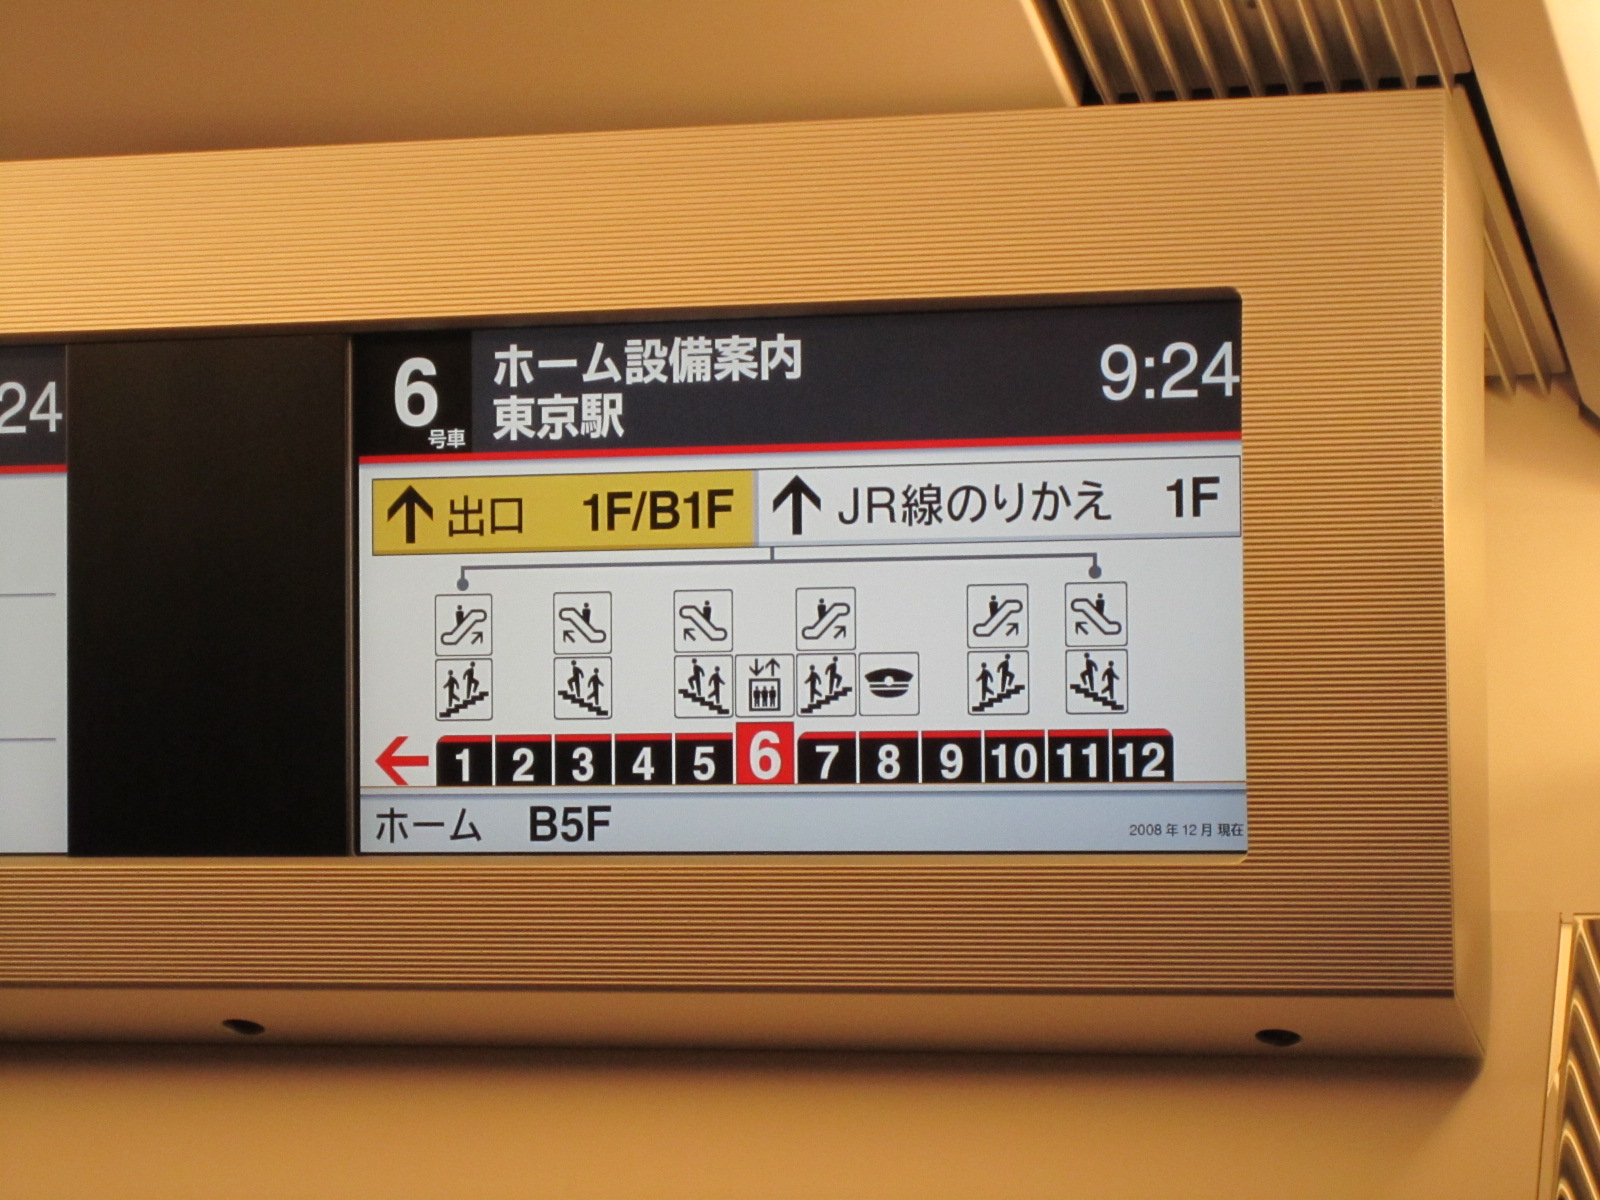 24
6号車
ホーム設備案内
東京駅
9:24
↑出口 1F/B1F
↑JR線のりかえ 1F
← 1 2 3 4 5 6 7 8 9 10 11 12
ホーム B5F
2008年12月現在